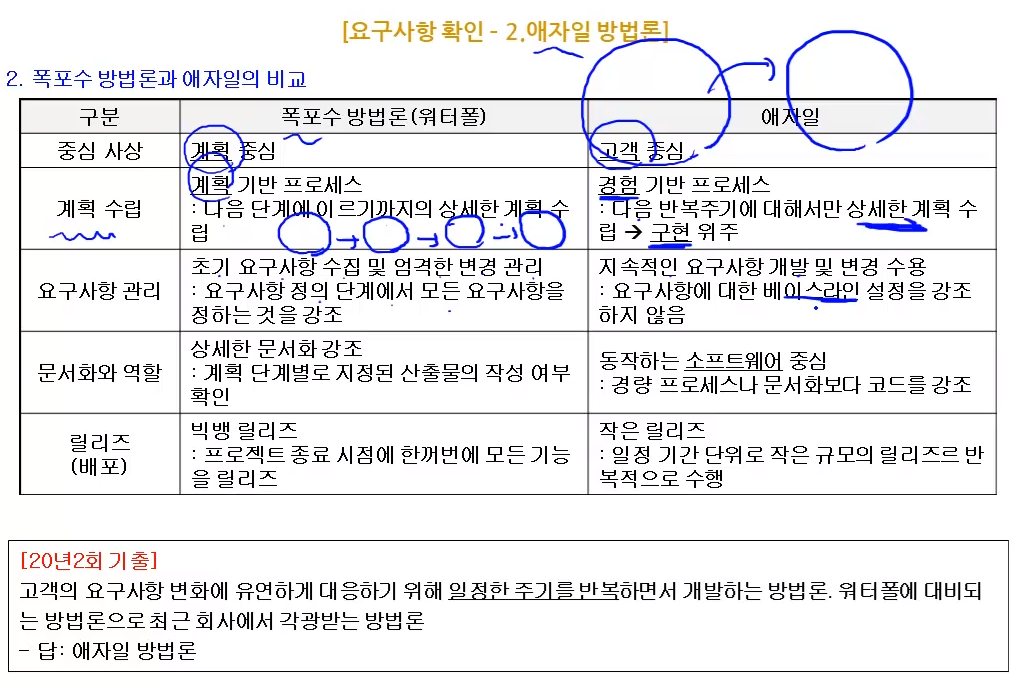 [요구사항 확인 - 2.애자일 방법론]
2. 폭포수 방법론과 애자일의 비교
구분 폭포수 방법론(워터폴) 애자일
중심 사상 계획 중심 고객 중심
계획 수립
계획 기반 프로세스
: 다음 단계에 이르기까지의 상세한 계획 수
립
경험 기반 프로세스
: 다음 반복주기에 대해서만 상세한 계획 수
립 → 구현 위주
요구사항 관리
초기 요구사항 수집 및 엄격한 변경 관리
: 요구사항 정의 단계에서 모든 요구사항을
정하는 것을 강조
지속적인 요구사항 개발 및 변경 수용
: 요구사항에 대한 베이스라인 설정을 강조
하지 않음
문서화와 역할
상세한 문서화 강조
: 계획 단계별로 지정된 산출물의 작성 여부
확인
동작하는 소프트웨어 중심
: 경량 프로세스나 문서화보다 코드를 강조
릴리즈
(배포)
빅뱅 릴리즈
: 프로젝트 종료 시점에 한꺼번에 모든 기능
을 릴리즈
작은 릴리즈
: 일정 기간 단위로 작은 규모의 릴리즈르 반
복적으로 수행
[20년2회 기출]
고객의 요구사항 변화에 유연하게 대응하기 위해 일정한 주기를 반복하면서 개발하는 방법론. 워터폴에 대비되
는 방법론으로 최근 회사에서 각광받는 방법론
- 답: 애자일 방법론